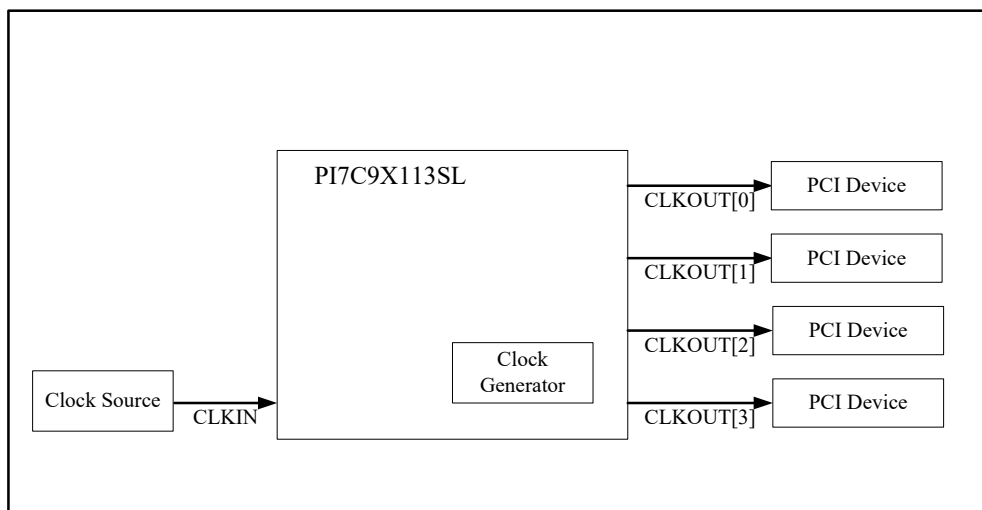 PI7C9X113SL
CLKOUT[0]
PCI Device
CLKOUT[1]
PCI Device
CLKOUT[2]
PCI Device
Clock
Generator
Clock Source
CLKIN
CLKOUT[3]
PCI Device